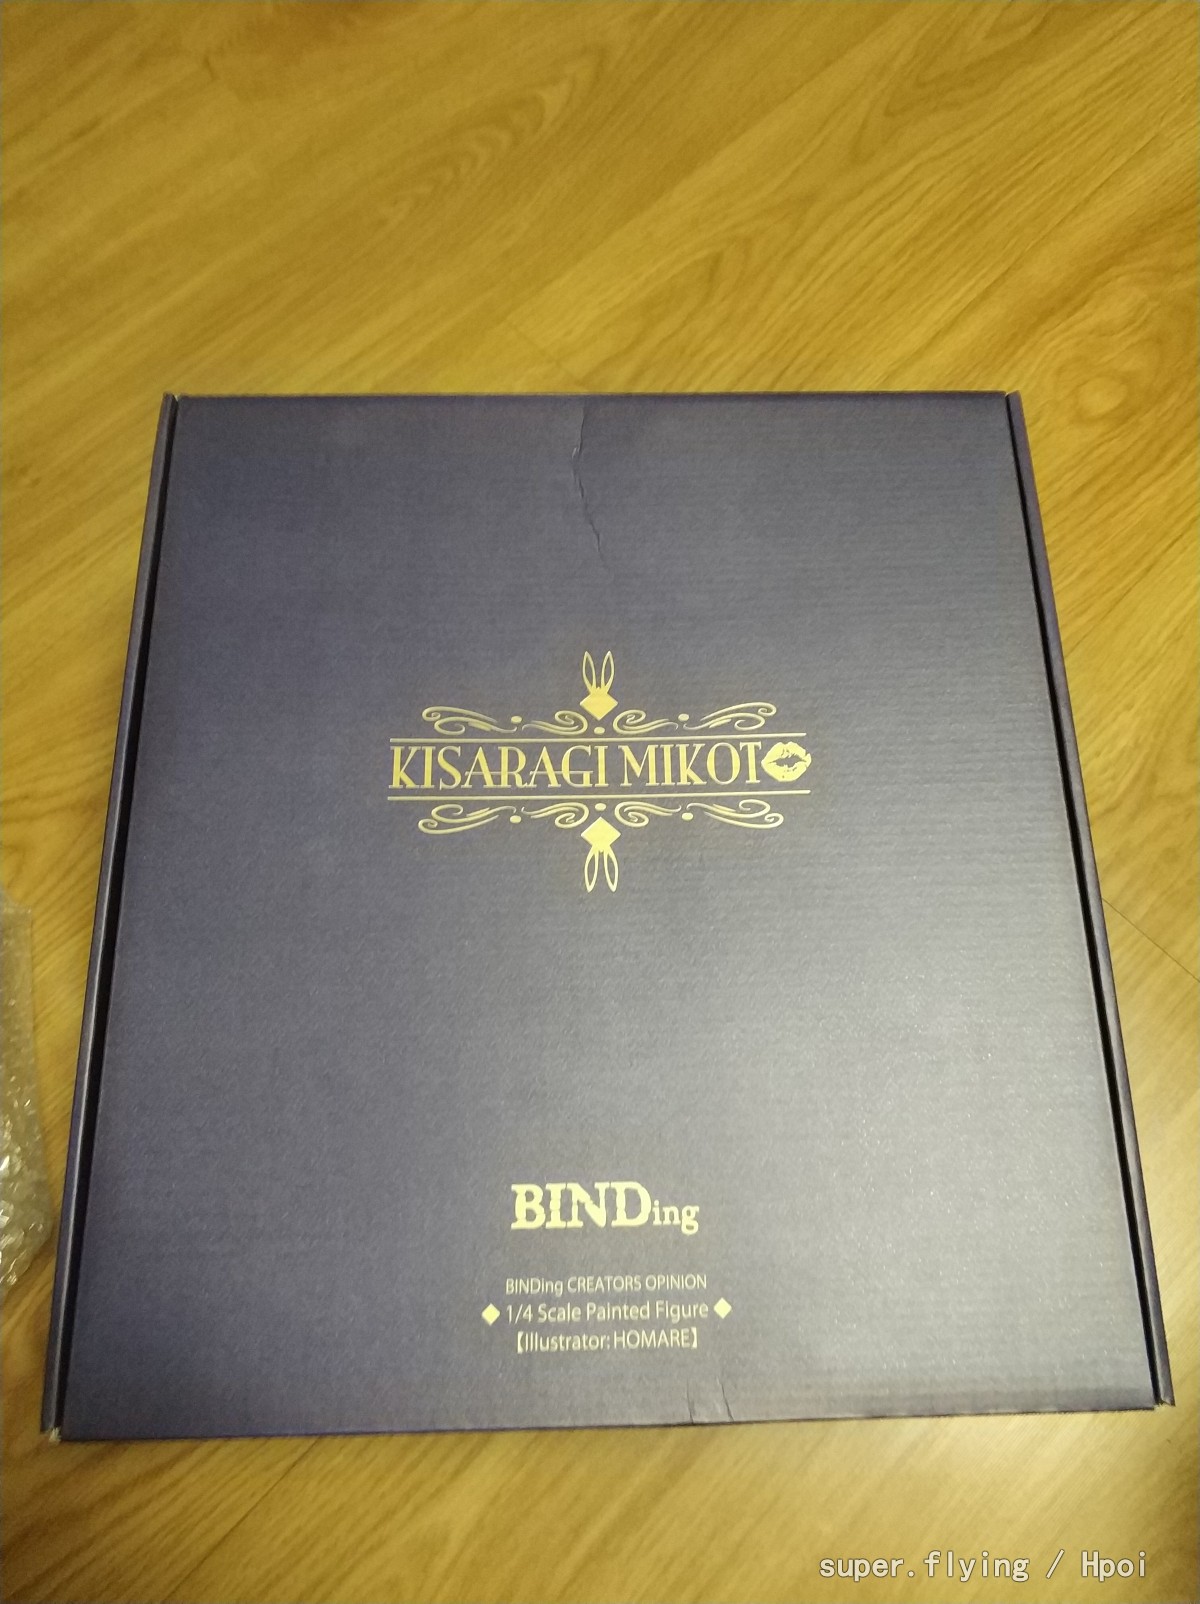 KISARAGI MIKOTO
BINDing
BINDing CREATORS OPINION
◆ 1/4 Scale Painted Figure ◆
【Illustrator:HOMARE】
super.flying / Hpoi